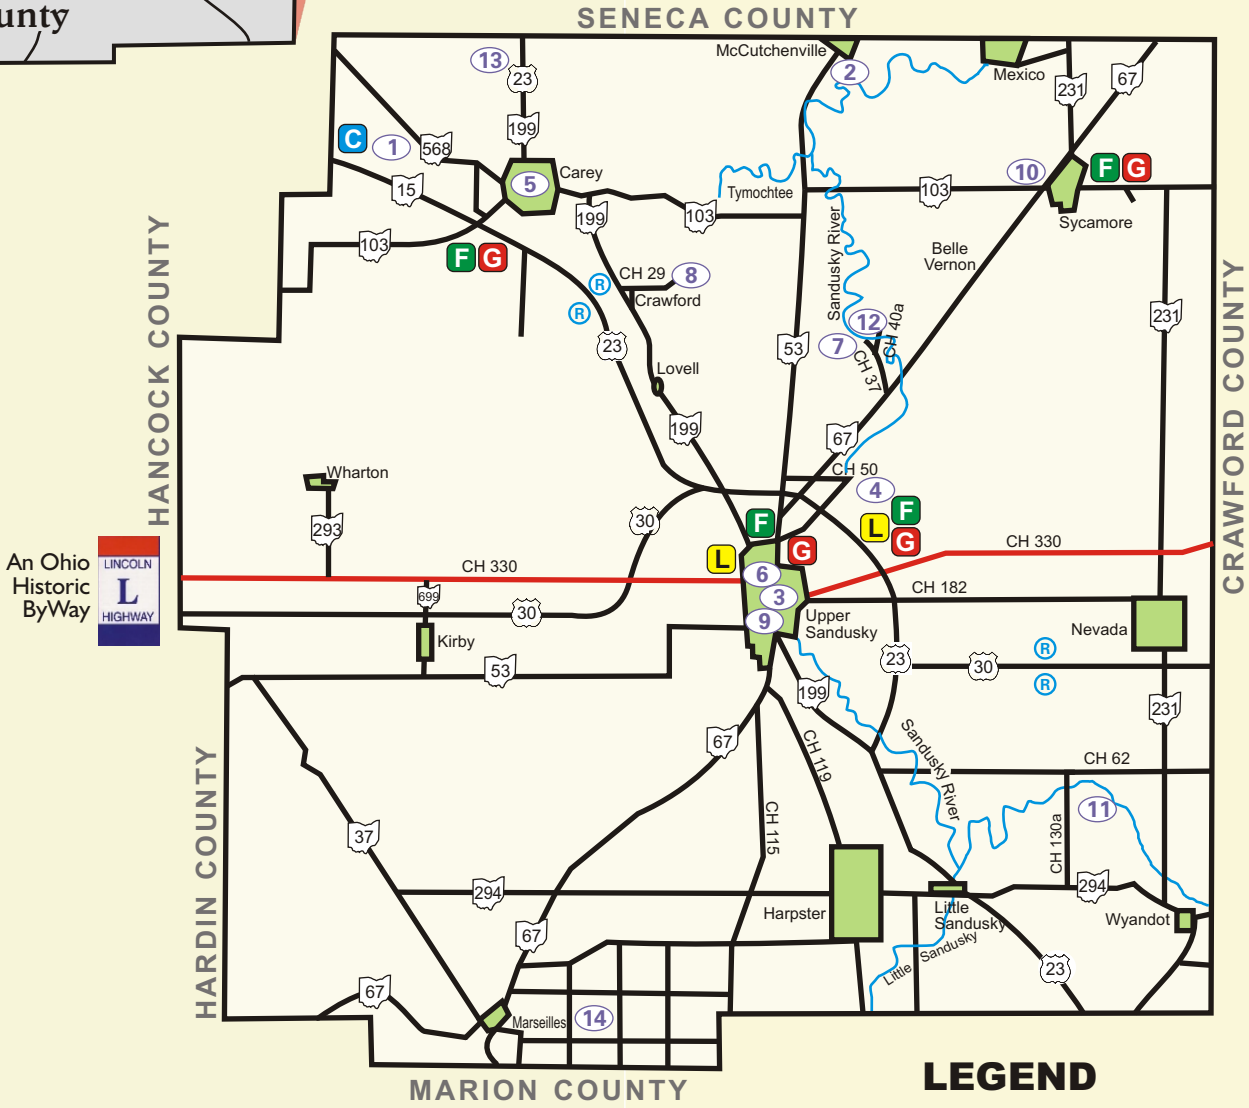 unty
SENECA COUNTY
McCutchenville
2
Mexico
13
23
231
67
199
C
1
568
Carey
5
15
10
F
G
Tymochtee
103
103
199
103
Sycamore
103
F
G
Sandusky River
Belle
Vernon
HANCOCK COUNTY
CRAWFORD COUNTY
R
CH 29
8
Crawford
R
12
CH 40a
231
7
CH 37
23
53
Lovell
199
67
Wharton
CH 50
4
293
30
F
L
F
G
L
G
CH 330
An Ohio
Historic
ByWay
LINCOLN
L
HIGHWAY
CH 330
6
CH 182
699
3
30
9
Upper
Sandusky
Nevada
Kirby
53
R
23
30
R
199
231
67
Sandusky River
CH 119
CH 62
HARDIN COUNTY
11
37
CH 115
CH 130a
294
294
Harpster
Little
Sandusky
Wyandot
67
Little Sandusky
23
67
Marseilles
14
MARION COUNTY
LEGEND